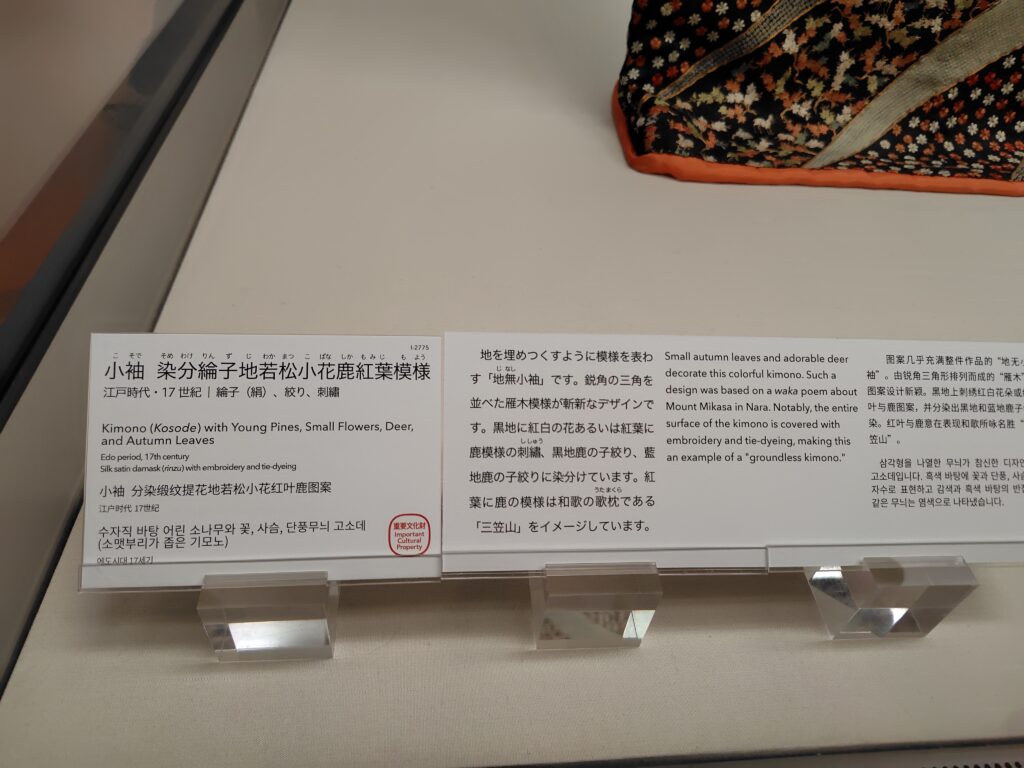 I-2775
こ そで そめ わけ りん ず じ わか まつ こ ばな しか もみじ も よう
小袖 染分綸子地若松小花鹿紅葉模様
江戸時代・17世紀｜綸子（絹）、絞り、刺繡
Kimono (Kosode) with Young Pines, Small Flowers, Deer,
and Autumn Leaves
Edo period, 17th century
Silk satin damask (rinzu) with embroidery and tie-dyeing
小袖 分染缎纹提花地若松小花红叶鹿图案
江户时代 17世纪
수자직 바탕 어린 소나무와 꽃, 사슴, 단풍무늬 고소데
(소맷부리가 좁은 기모노)
에도시대 17세기
重要文化財
Important
Cultural
Property
地を埋めつくすように模様を表わ
じ なし
す「地無小袖」です。鋭角の三角を
並べた雁木模様が斬新なデザインで
す。黒地に紅白の花あるいは紅葉に
ししゅう
鹿模様の刺繡、黒地鹿の子絞り、藍
地鹿の子絞りに染分けています。紅
うたまくら
葉に鹿の模様は和歌の歌枕である
「三笠山」をイメージしています。
Small autumn leaves and adorable deer
decorate this colorful kimono. Such a
design was based on a waka poem about
Mount Mikasa in Nara. Notably, the entire
surface of the kimono is covered with
embroidery and tie-dyeing, making this
an example of a "groundless kimono."
图案几乎充满整件作品的“地无小
袖”。由锐角三角形排列而成的“雁木”
图案设计新颖。黑地上刺绣红白花朵或
叶与鹿图案，并分染出黑地和蓝地鹿子
染。红叶与鹿意在表现和歌所咏名胜“
笠山”。
삼각형을 나열한 무늬가 참신한 디자인
고소데입니다. 흑색 바탕에 꽃과 단풍, 사슴
자수로 표현하고 감색과 흑색 바탕의 반점
같은 무늬는 염색으로 나타냈습니다.